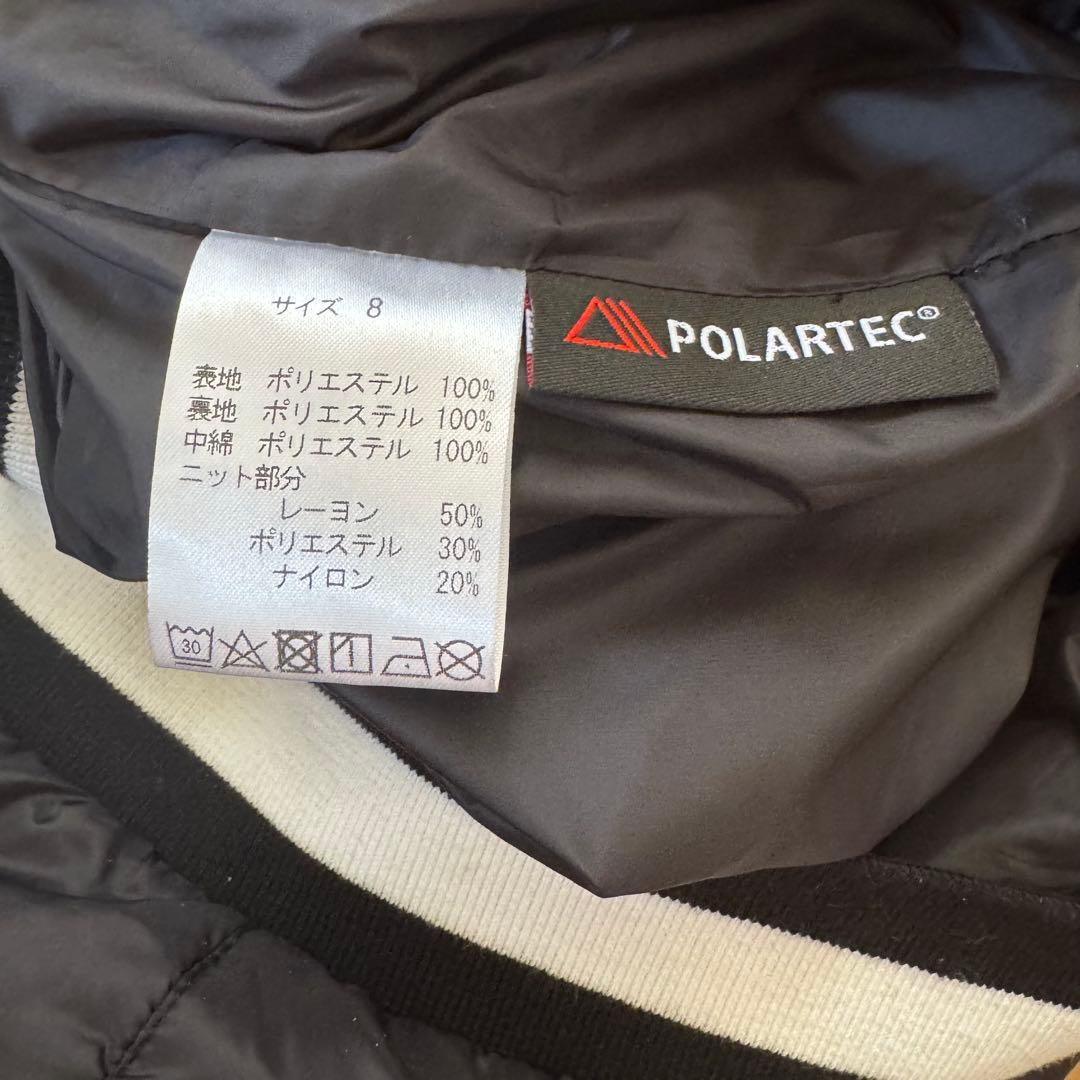 サイズ 8
表地 ポリエステル 100%
裏地 ポリエステル 100%
中綿 ポリエステル 100%
ニット部分
レーヨン 50%
ポリエステル 30%
ナイロン 20%
30
POLARTEC®